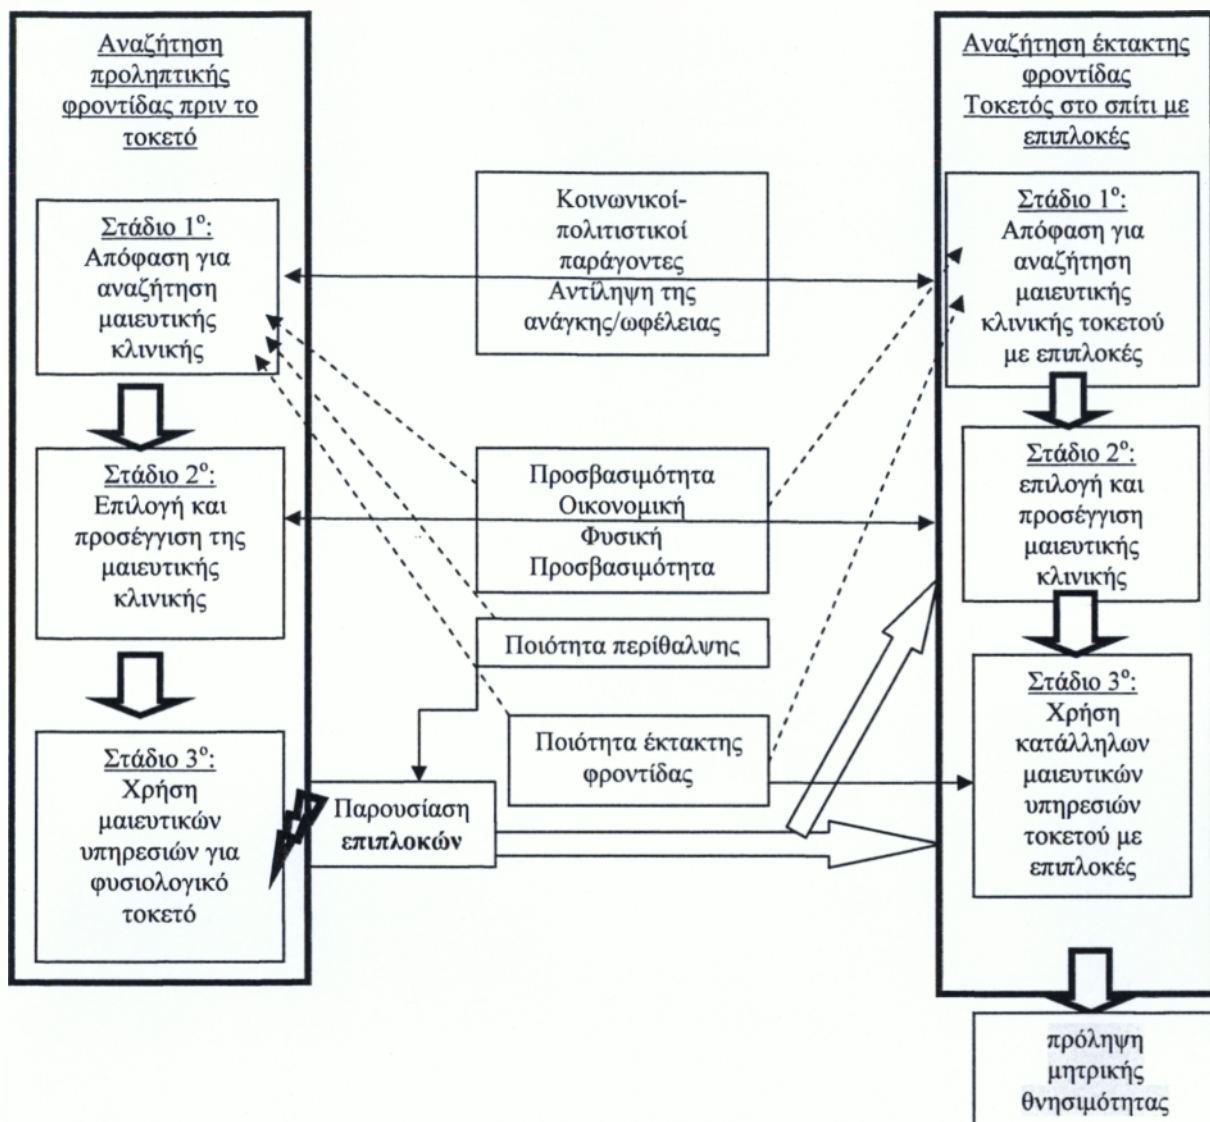 Αναζήτηση
προληπτικής
φροντίδας πριν το
τοκετό
Στάδιο 1ο:
Απόφαση για
αναζήτηση
μαιευτικής
κλινικής
Στάδιο 2ο:
Επιλογή και
προσέγγιση της
μαιευτικής
κλινικής
Στάδιο 3ο:
Χρήση
μαιευτικών
υπηρεσιών για
φυσιολογικό
τοκετό
Κοινωνικοί-
πολιτιστικοί
παράγοντες
Αντίληψη της
ανάγκης/ωφέλειας
Προσβασιμότητα
Οικονομική
Φυσική
Προσβασιμότητα
Ποιότητα περίθαλψης
Ποιότητα έκτακτης
φροντίδας
Παρουσίαση
επιπλοκών
Αναζήτηση έκτακτης
φροντίδας
Τοκετός στο σπίτι με
επιπλοκές
Στάδιο 1ο:
Απόφαση για
αναζήτηση
μαιευτικής
κλινικής τοκετού
με επιπλοκές
Στάδιο 2ο:
επιλογή και
προσέγγιση
μαιευτικής
κλινικής
Στάδιο 3ο:
Χρήση
κατάλληλων
μαιευτικών
υπηρεσιών
τοκετού με
επιπλοκές
πρόληψη
μητρικής
θνησιμότητας